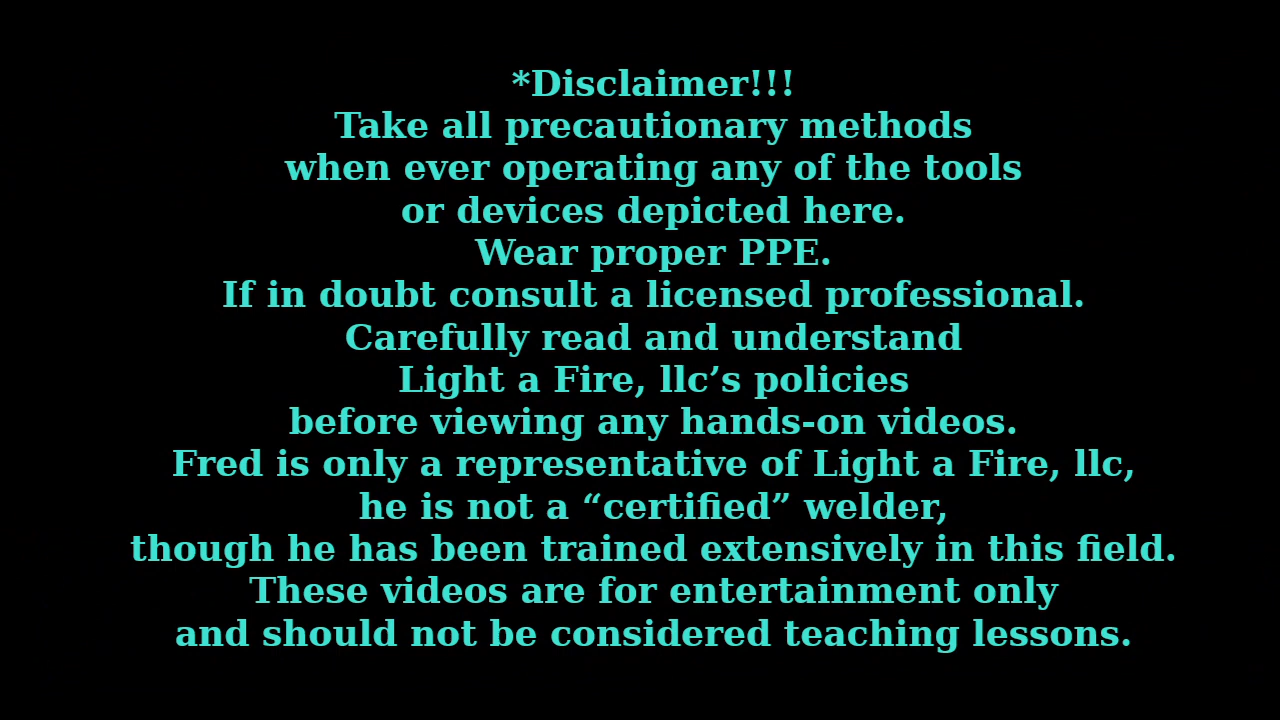 *Disclaimer!!!
Take all precautionary methods
when ever operating any of the tools
or devices depicted here.
Wear proper PPE.
If in doubt consult a licensed professional.
Carefully read and understand
Light a Fire, llc’s policies
before viewing any hands-on videos.
Fred is only a representative of Light a Fire, llc,
he is not a “certified” welder,
though he has been trained extensively in this field.
These videos are for entertainment only
and should not be considered teaching lessons.